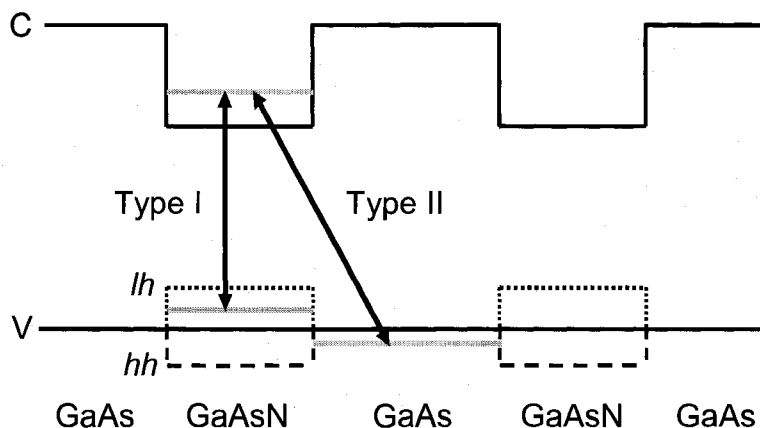 C
Type I
Type II
lh
V
hh
GaAs GaAsN GaAs GaAsN GaAs